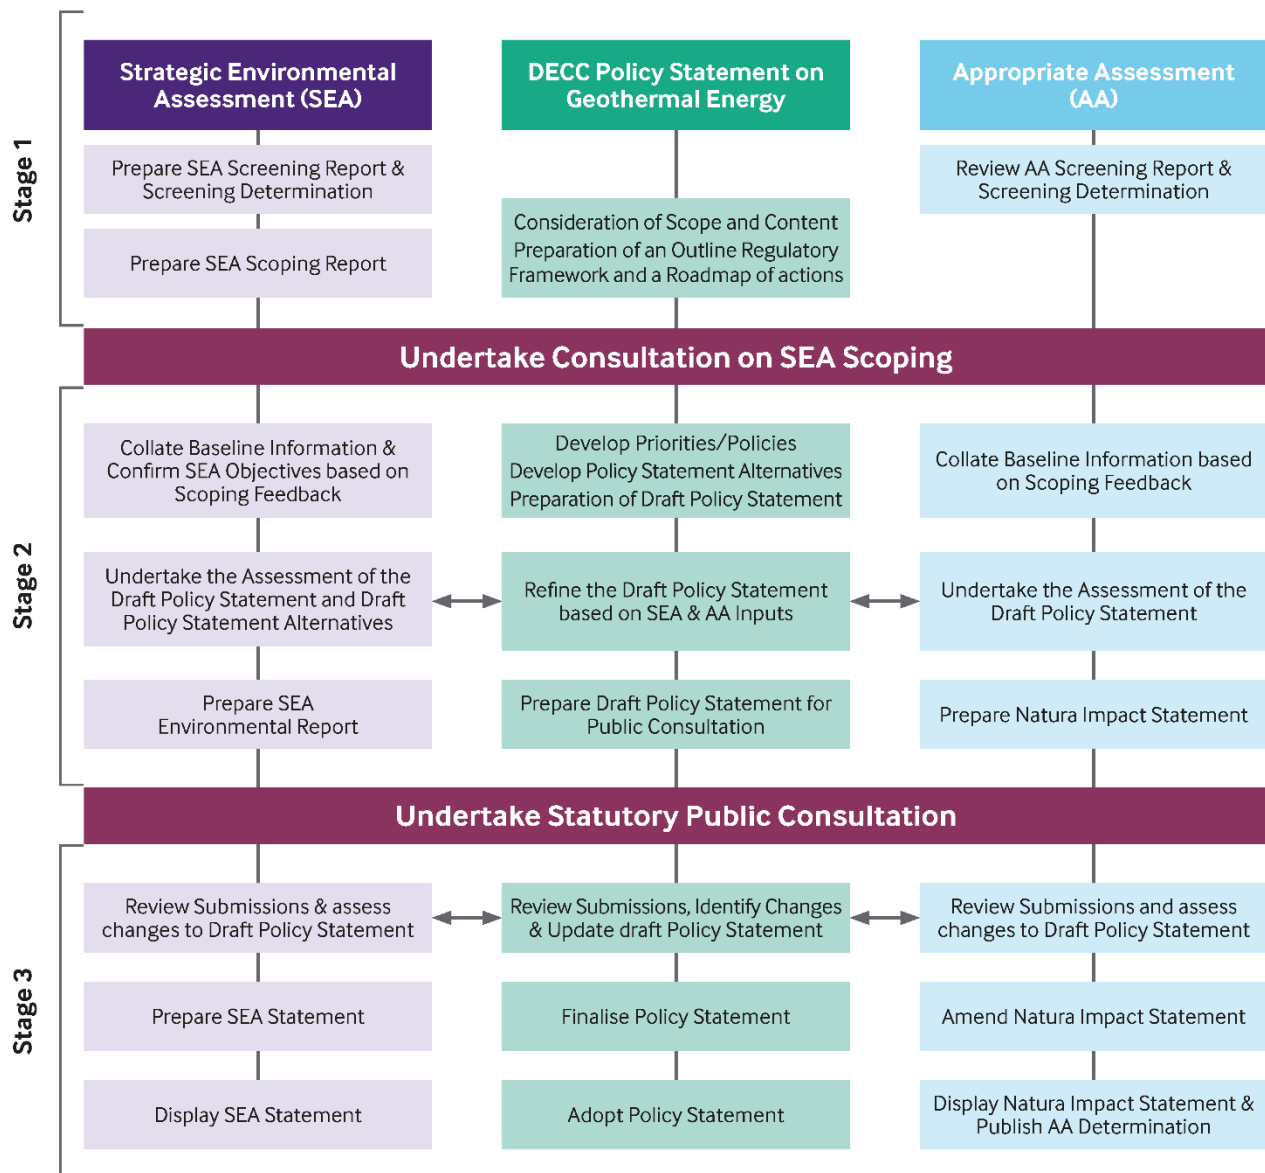 Strategic Environmental
Assessment (SEA)
DECC Policy Statement on
Geothermal Energy
Appropriate Assessment
(AA)
Stage 1
Prepare SEA Screening Report &
Screening Determination
Review AA Screening Report &
Screening Determination
Prepare SEA Scoping Report
Consideration of Scope and Content
Preparation of an Outline Regulatory
Framework and a Roadmap of actions
Undertake Consultation on SEA Scoping
Stage 2
Collate Baseline Information &
Confirm SEA Objectives based on
Scoping Feedback
Develop Priorities/Policies
Develop Policy Statement Alternatives
Preparation of Draft Policy Statement
Collate Baseline Information based
on Scoping Feedback
Undertake the Assessment of the
Draft Policy Statement and Draft
Policy Statement Alternatives
Refine the Draft Policy Statement
based on SEA & AA Inputs
Undertake the Assessment of the
Draft Policy Statement
Prepare SEA
Environmental Report
Prepare Draft Policy Statement for
Public Consultation
Prepare Natura Impact Statement
Undertake Statutory Public Consultation
Stage 3
Review Submissions & assess
changes to Draft Policy Statement
Review Submissions, Identify Changes
& Update draft Policy Statement
Review Submissions and assess
changes to Draft Policy Statement
Prepare SEA Statement
Finalise Policy Statement
Amend Natura Impact Statement
Display SEA Statement
Adopt Policy Statement
Display Natura Impact Statement &
Publish AA Determination